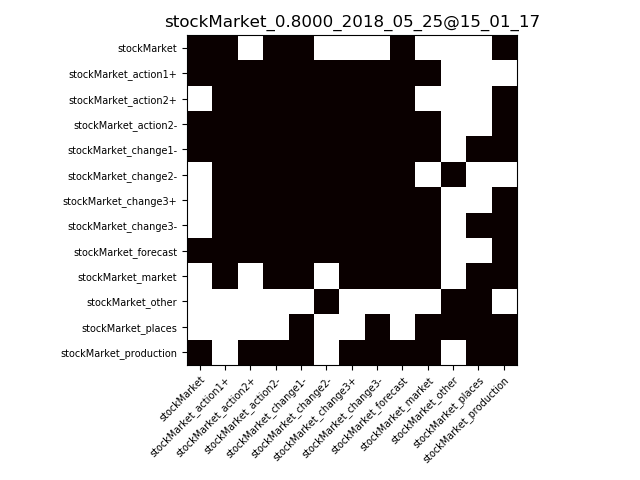 stockMarket_0.8000_2018_05_25@15_01_17
stockMarket
stockMarket_action1+
stockMarket_action2+
stockMarket_action2-
stockMarket_change1-
stockMarket_change2-
stockMarket_change3+
stockMarket_change3-
stockMarket_forecast
stockMarket_market
stockMarket_other
stockMarket_places
stockMarket_production
stockMarket
stockMarket_action1+
stockMarket_action2+
stockMarket_action2-
stockMarket_change1-
stockMarket_change2-
stockMarket_change3+
stockMarket_change3-
stockMarket_forecast
stockMarket_market
stockMarket_other
stockMarket_places
stockMarket_production